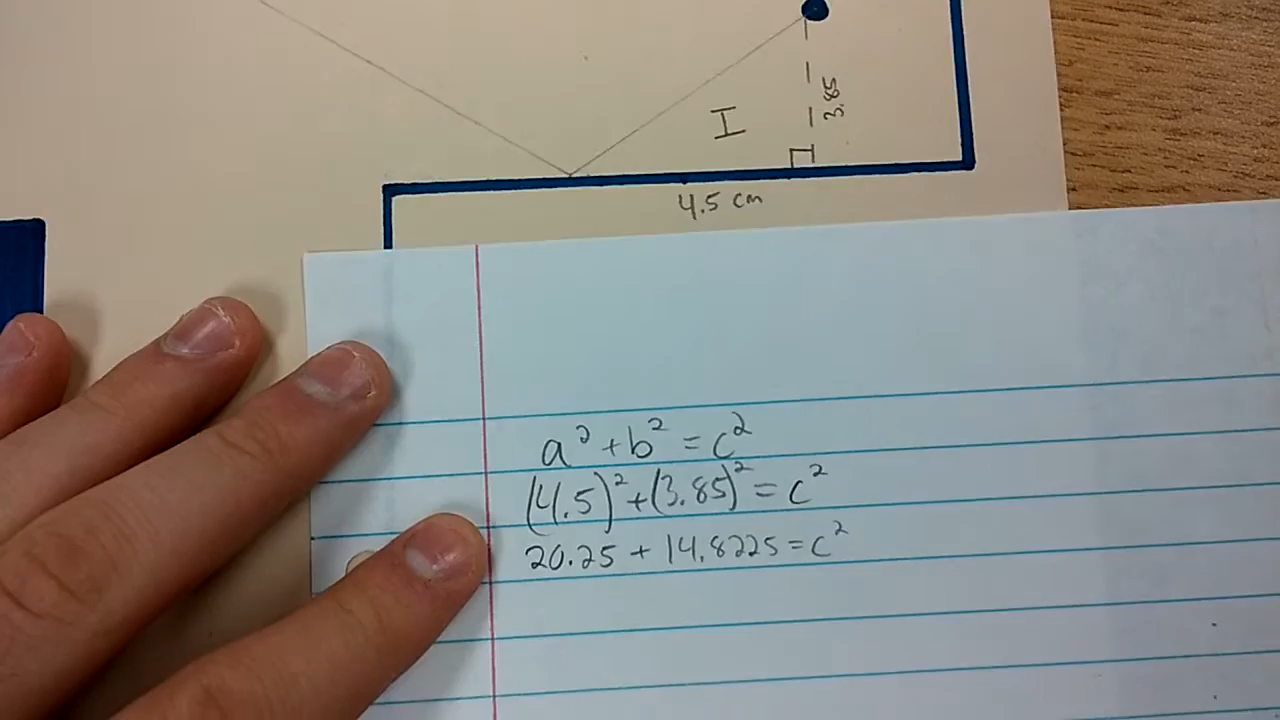 I
3.85
4.5 cm
a² + b² = c²
(4.5)² + (3.85)² = c²
20.25 + 14.8225 = c²